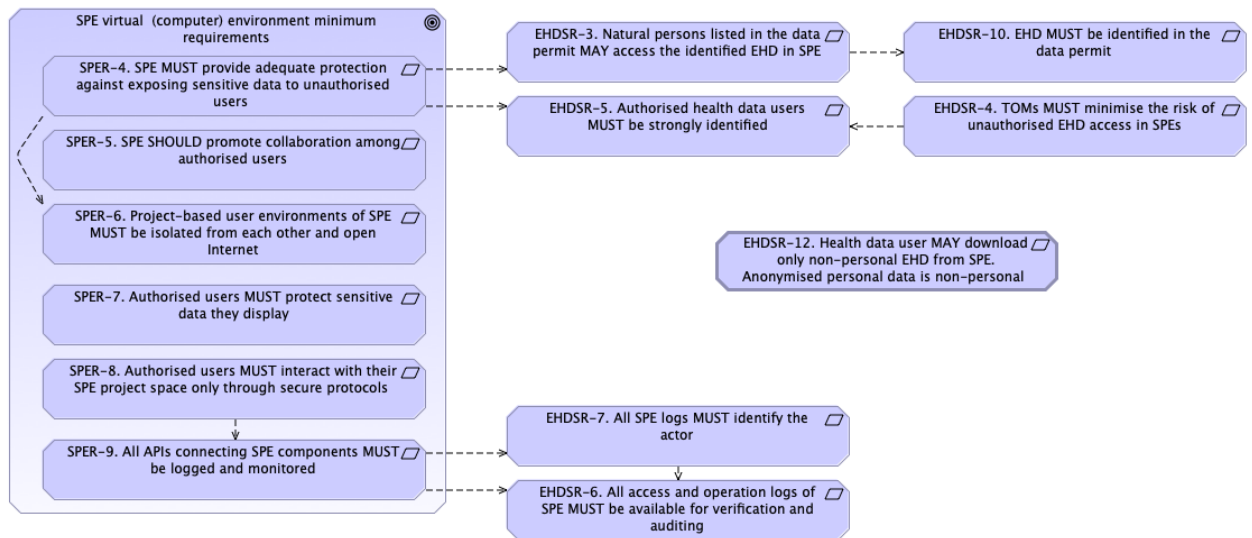 SPE virtual  (computer) environment minimum
requirements
SPER-4. SPE MUST provide adequate protection
against exposing sensitive data to unauthorised
users
SPER-5. SPE SHOULD promote collaboration among
authorised users
SPER-6. Project-based user environments of SPE
MUST be isolated from each other and open
Internet
SPER-7. Authorised users MUST protect sensitive
data they display
SPER-8. Authorised users MUST interact with their
SPE project space only through secure protocols
SPER-9. All APIs connecting SPE components MUST
be logged and monitored
EHDSR-3. Natural persons listed in the data
permit MAY access the identified EHD in SPE
EHDSR-10. EHD MUST be identified in the
data permit
EHDSR-5. Authorised health data users
MUST be strongly identified
EHDSR-4. TOMs MUST minimise the risk of
unauthorised EHD access in SPEs
EHDSR-12. Health data user MAY download
only non-personal EHD from SPE.
Anonymised personal data is non-personal
EHDSR-7. All SPE logs MUST identify the
actor
EHDSR-6. All access and operation logs of
SPE MUST be available for verification and
auditing